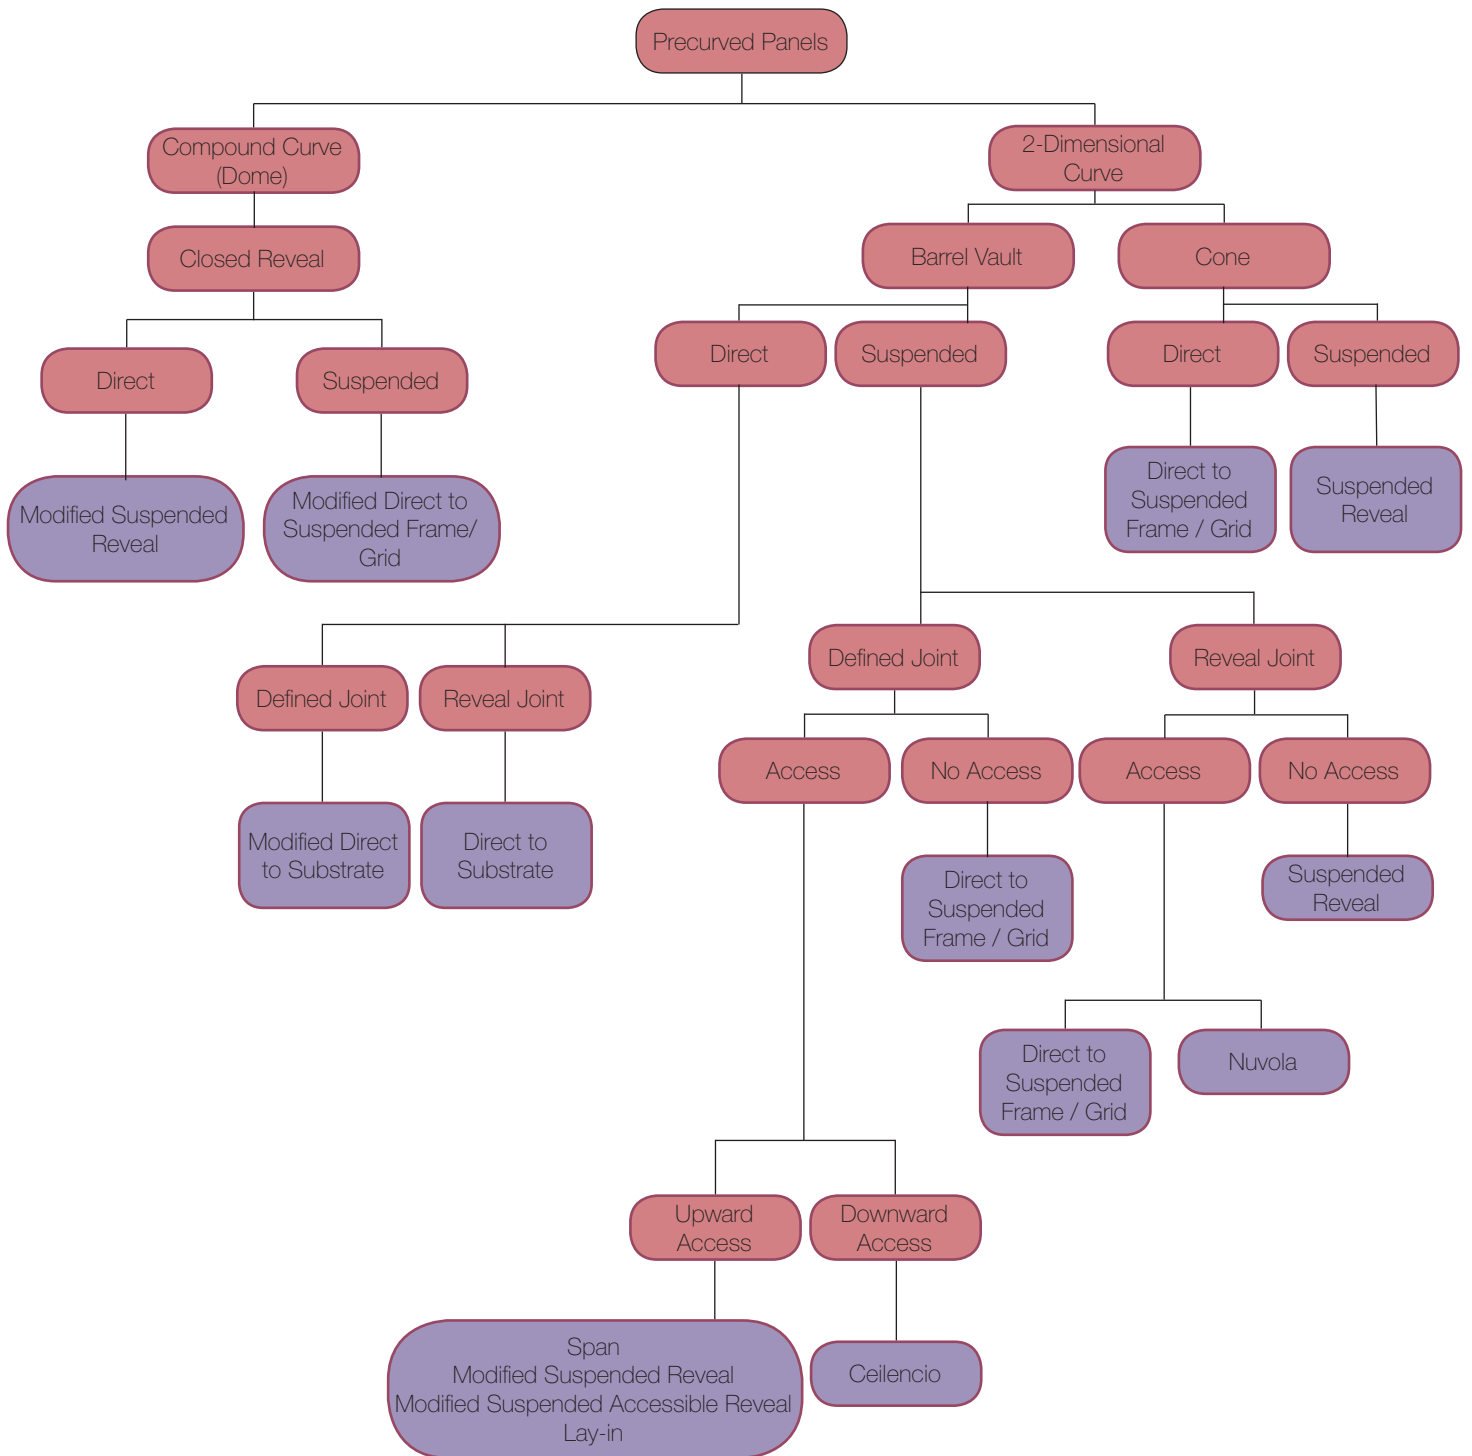 Precurved Panels
Compound Curve
(Dome)
2-Dimensional
Curve
Closed Reveal
Barrel Vault
Cone
Direct
Suspended
Direct
Suspended
Direct
Suspended
Modified Suspended
Reveal
Modified Direct to
Suspended Frame/
Grid
Direct to
Suspended
Frame / Grid
Suspended
Reveal
Defined Joint
Reveal Joint
Defined Joint
Reveal Joint
Access
No Access
Access
No Access
Modified Direct
to Substrate
Direct to
Substrate
Direct to
Suspended
Frame / Grid
Suspended
Reveal
Direct to
Suspended
Frame / Grid
Nuvola
Upward
Access
Downward
Access
Span
Modified Suspended Reveal
Modified Suspended Accessible Reveal
Lay-in
Ceilencio